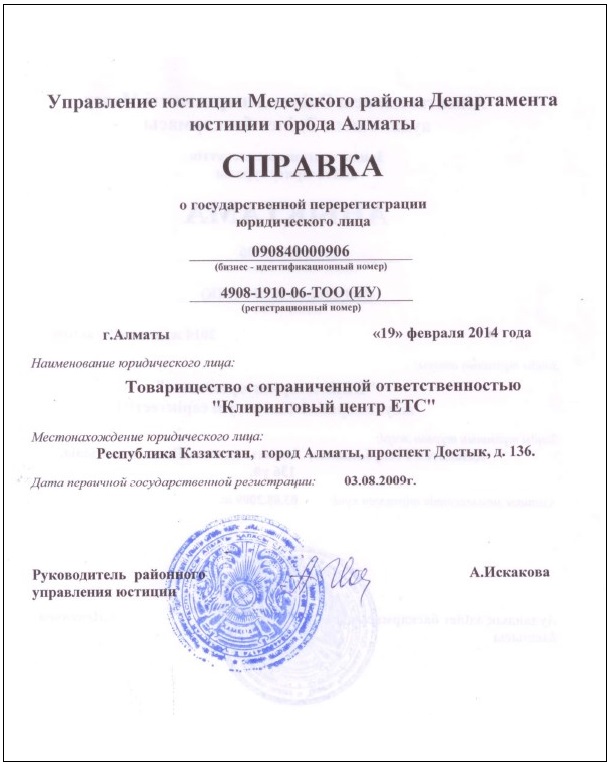 Управление юстиции Медеуского района Департамента
юстиции города Алматы
СПРАВКА
о государственной перерегистрации
юридического лица
090840000906
(бизнес - идентификационный номер)
4908-1910-06-ТОО (ИУ)
(регистрационный номер)
г.Алматы «19» февраля 2014 года
Наименование юридического лица:
Товарищество с ограниченной ответственностью
"Клиринговый центр ЕТС"
Местонахождение юридического лица:
Республика Казахстан, город Алматы, проспект Достык, д. 136.
Дата первичной государственной регистрации: 03.08.2009г.
Руководитель районного
управления юстиции
А.Искакова